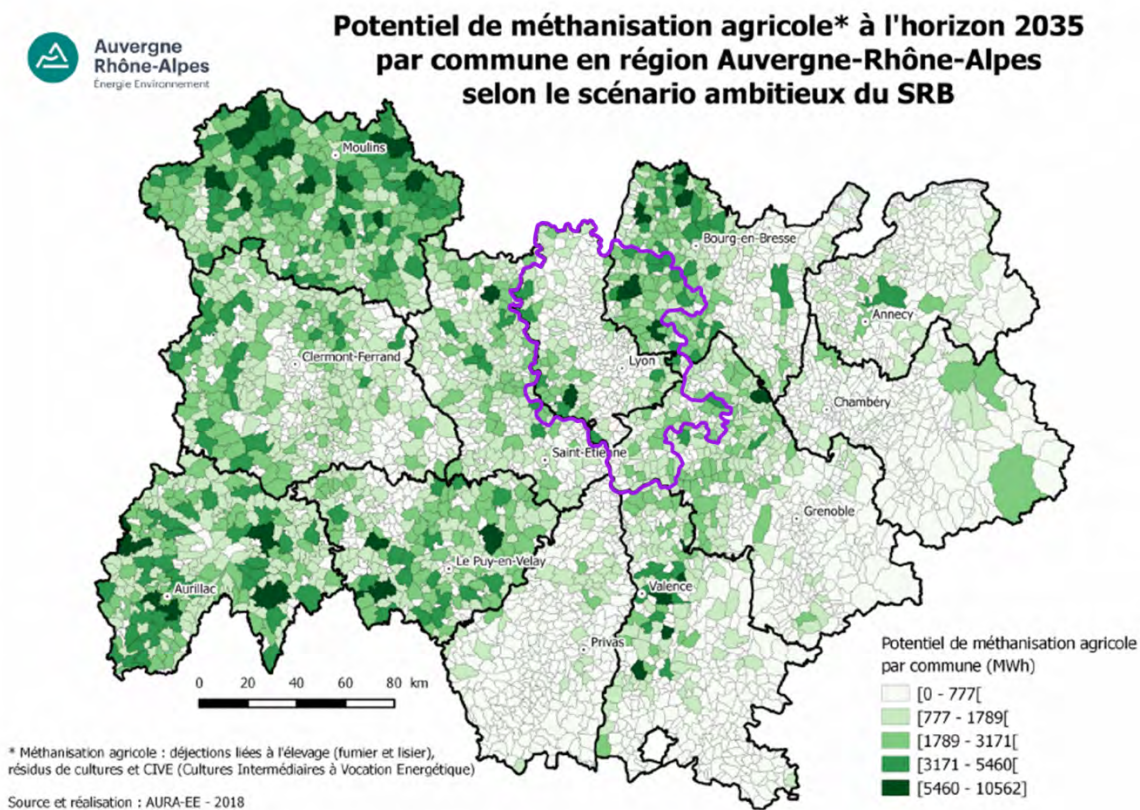 Potentiel de méthanisation agricole* à l'horizon 2035
par commune en région Auvergne-Rhône-Alpes
selon le scénario ambitieux du SRB
Auvergne
Rhône-Alpes
Énergie Environnement
Moulins
Bourg-en-Bresse
Annecy
Clermont-Ferrand
Lyon
Chambéry
Saint-Etienne
Grenoble
Le Puy-en-Velay
Aurillac
Valence
Privas
0 20 40 60 80 km
Potentiel de méthanisation agricole
par commune (MWh)
[0 - 777[
[777 - 1789[
[1789 - 3171[
[3171 - 5460[
[5460 - 10562]
* Méthanisation agricole : déjections liées à l'élevage (fumier et lisier),
résidus de cultures et CIVE (Cultures Intermédiaires à Vocation Energétique)
Source et réalisation : AURA-EE - 2018